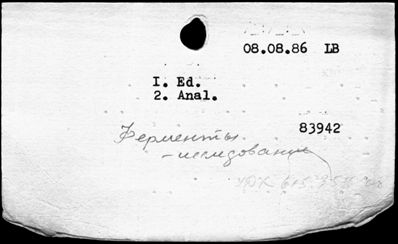 08.08.86 LB
I. Ed.
2. Anal.
83942
Ферменты
- исследование